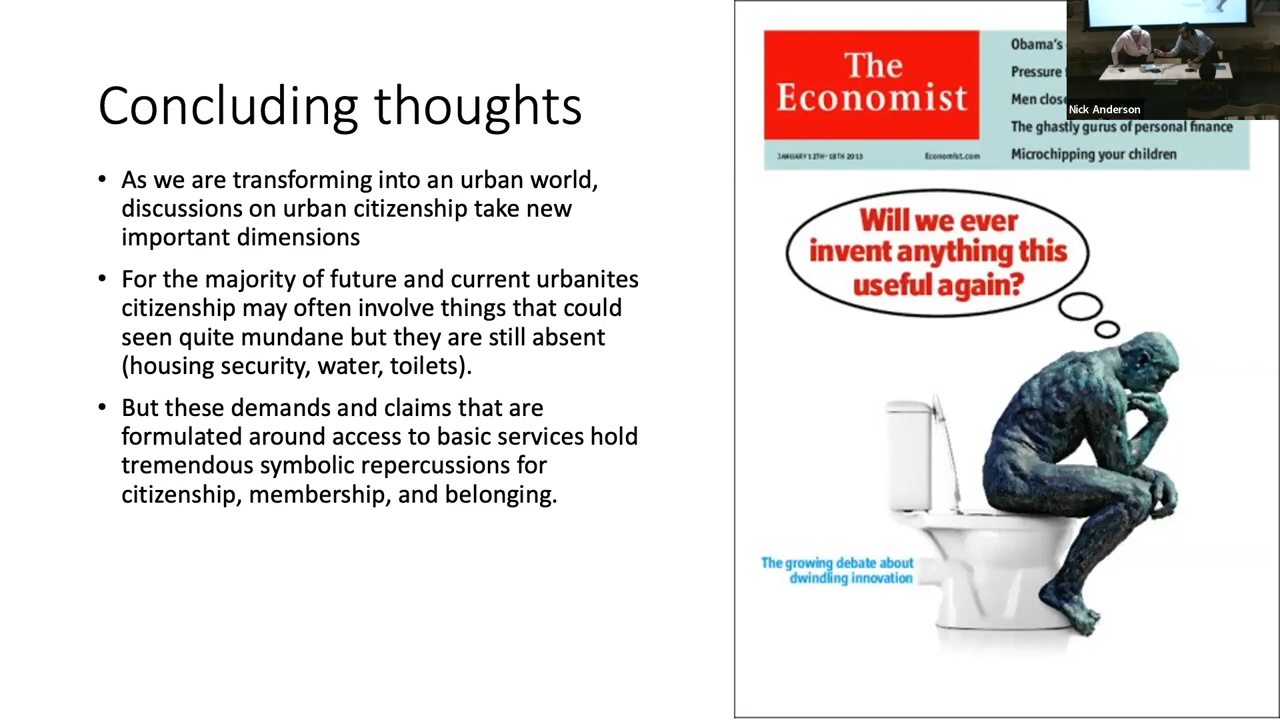 Concluding thoughts
• As we are transforming into an urban world,
discussions on urban citizenship take new
important dimensions
• For the majority of future and current urbanites
citizenship may often involve things that could
seen quite mundane but they are still absent
(housing security, water, toilets).
• But these demands and claims that are
formulated around access to basic services hold
tremendous symbolic repercussions for
citizenship, membership, and belonging.
The
Economist
JANUARY 12TH–18TH 2013
Economist.com
Obama's
Pressure
Men
The ghastly gurus of personal finance
Microchipping your children
Nick Anderson
Will we ever
invent anything this
useful again?
The growing debate about
dwindling innovation